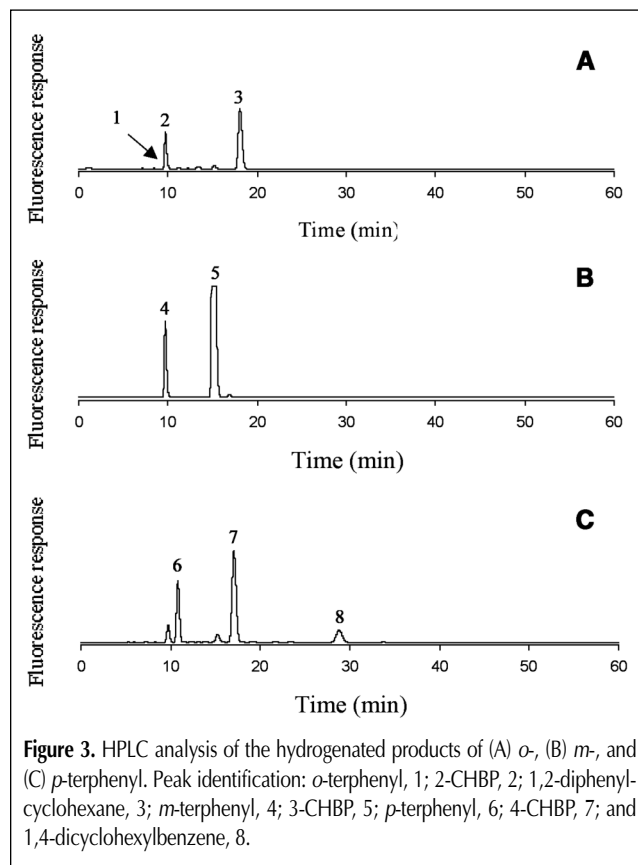 A
Fluorescence response
1
2
3
0 10 20 30 40 50 60
Time (min)
B
Fluorescence response
4
5
0 10 20 30 40 50 60
Time (min)
C
Fluorescence response
6
7
8
0 10 20 30 40 50 60
Time (min)
Figure 3. HPLC analysis of the hydrogenated products of (A) o-, (B) m-, and
(C) p-terphenyl. Peak identification: o-terphenyl, 1; 2-CHBP, 2; 1,2-diphenyl-
cyclohexane, 3; m-terphenyl, 4; 3-CHBP, 5; p-terphenyl, 6; 4-CHBP, 7; and
1,4-dicyclohexylbenzene, 8.